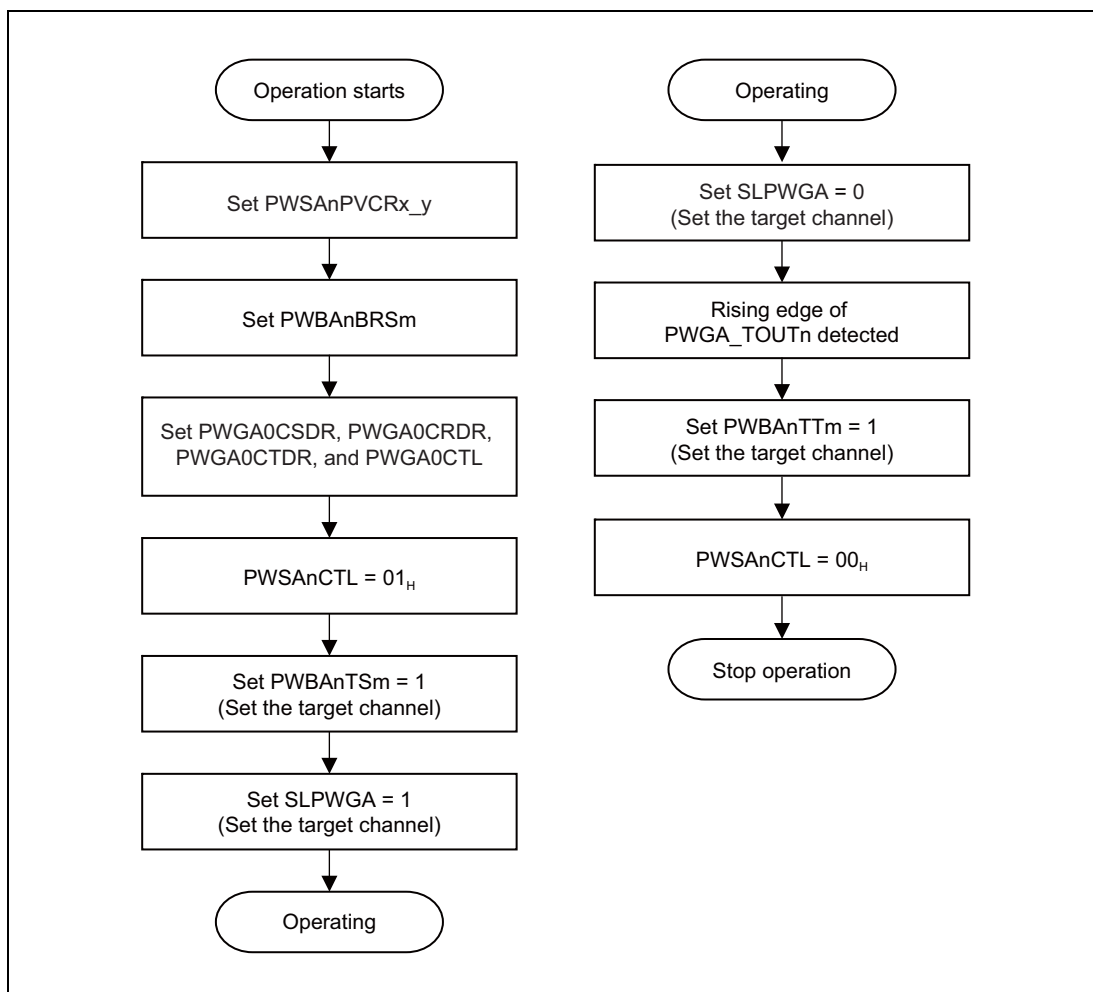 Operation starts
Set PWSAnPVCRx_y
Set PWBAnBRSm
Set PWGA0CSDR, PWGA0CRDR,
PWGA0CTDR, and PWGA0CTL
PWSAnCTL = 01H
Set PWBAnTSm = 1
(Set the target channel)
Set SLPWGA = 1
(Set the target channel)
Operating
Operating
Set SLPWGA = 0
(Set the target channel)
Rising edge of
PWGA_TOUTn detected
Set PWBAnTTm = 1
(Set the target channel)
PWSAnCTL = 00H
Stop operation